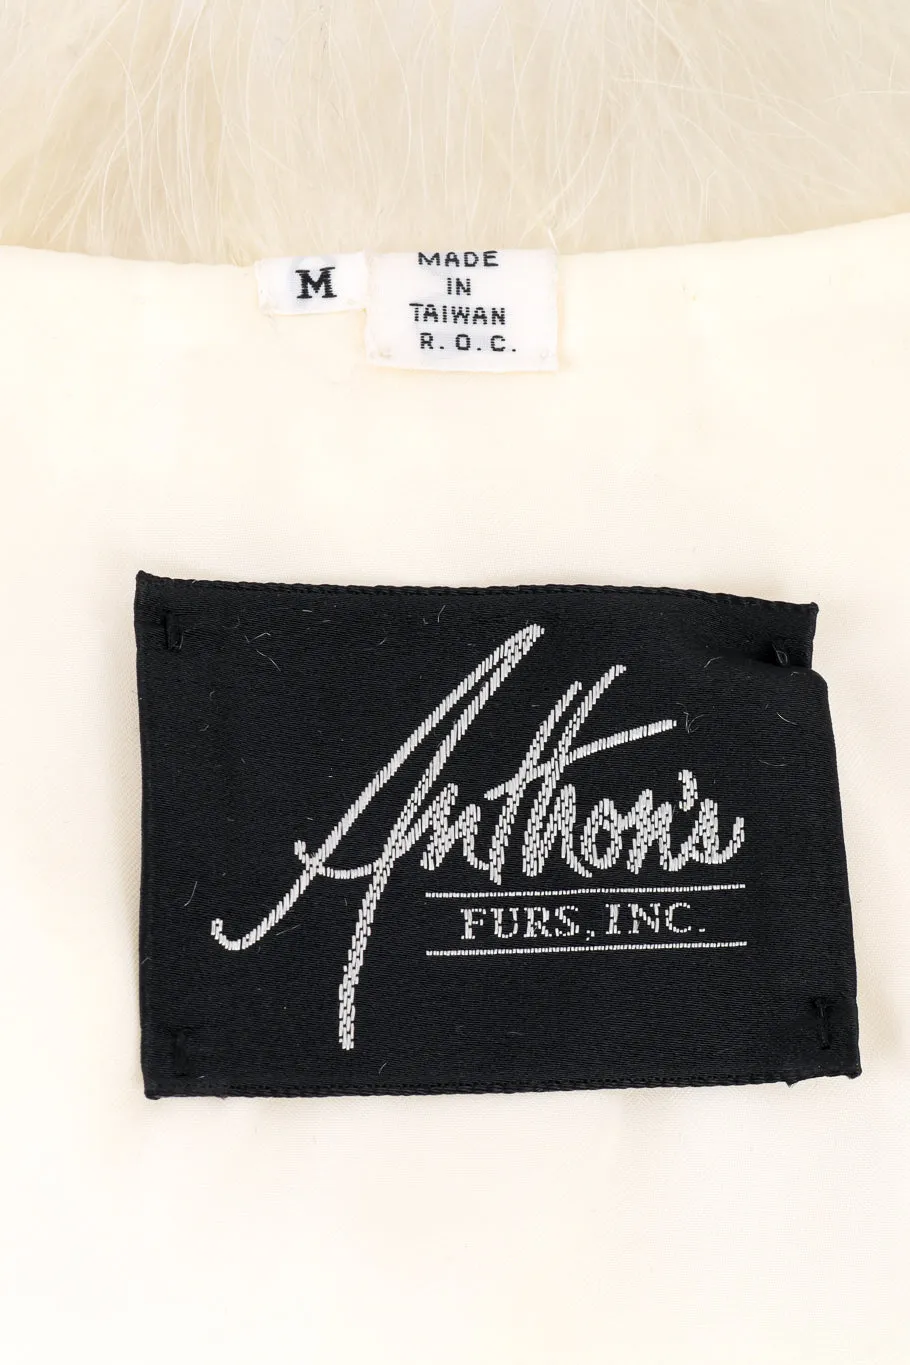 M
MADE
IN
TAIWAN
R.O.C.
Anthon's
FURS, INC.